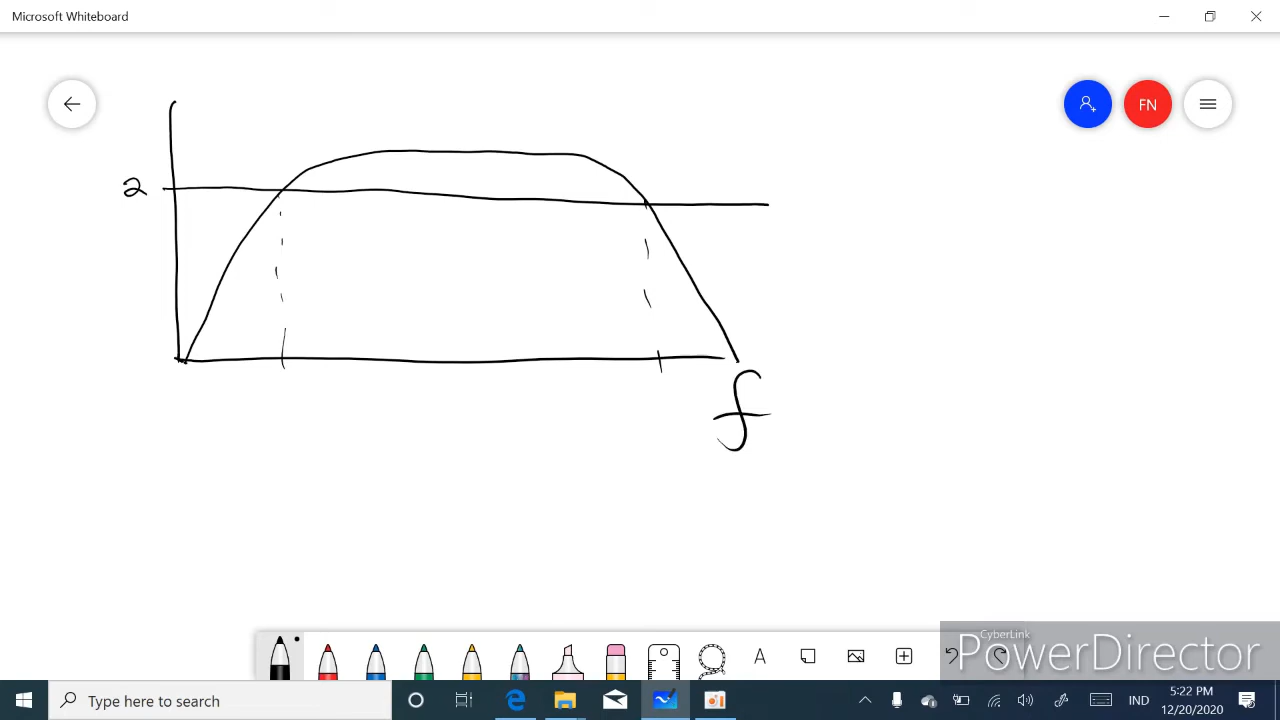 Microsoft Whiteboard
FN
2
f
A
CyberLink
PowerDirector
Type here to search
IND
5:22 PM
12/20/2020